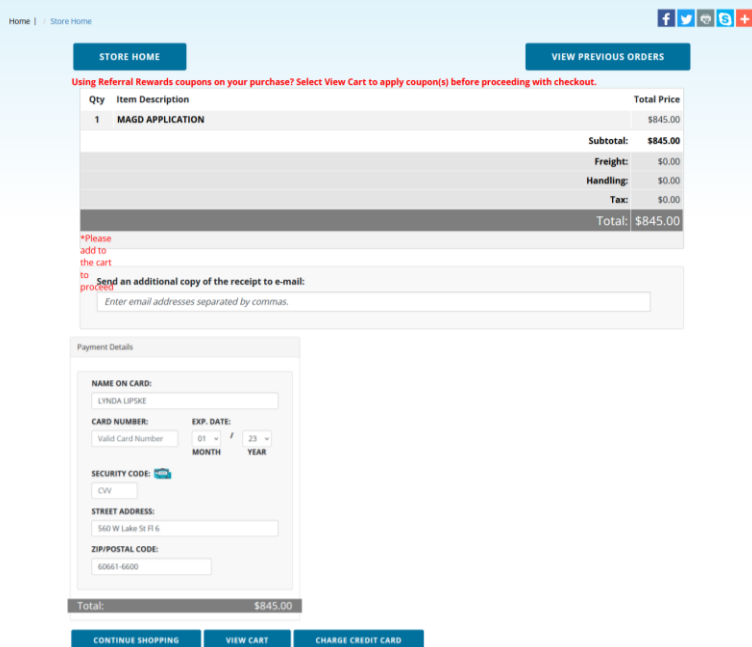 Home | / Store Home
STORE HOME
VIEW PREVIOUS ORDERS
Using Referral Rewards coupons on your purchase? Select View Cart to apply coupon(s) before proceeding with checkout.
Qty Item Description Total Price
1 MAGD APPLICATION $845.00
Subtotal: $845.00
Freight: $0.00
Handling: $0.00
Tax: $0.00
Total: $845.00
*Please
add to
the cart
to
proceed
Send an additional copy of the receipt to e-mail:
Enter email addresses separated by commas.
Payment Details
NAME ON CARD:
LYNDA LIPSKE
CARD NUMBER: EXP. DATE:
Valid Card Number 01 / 23
MONTH YEAR
SECURITY CODE:
CVV
STREET ADDRESS:
560 W Lake St Fl 6
ZIP/POSTAL CODE:
60661-6600
Total: $845.00
CONTINUE SHOPPING VIEW CART CHARGE CREDIT CARD